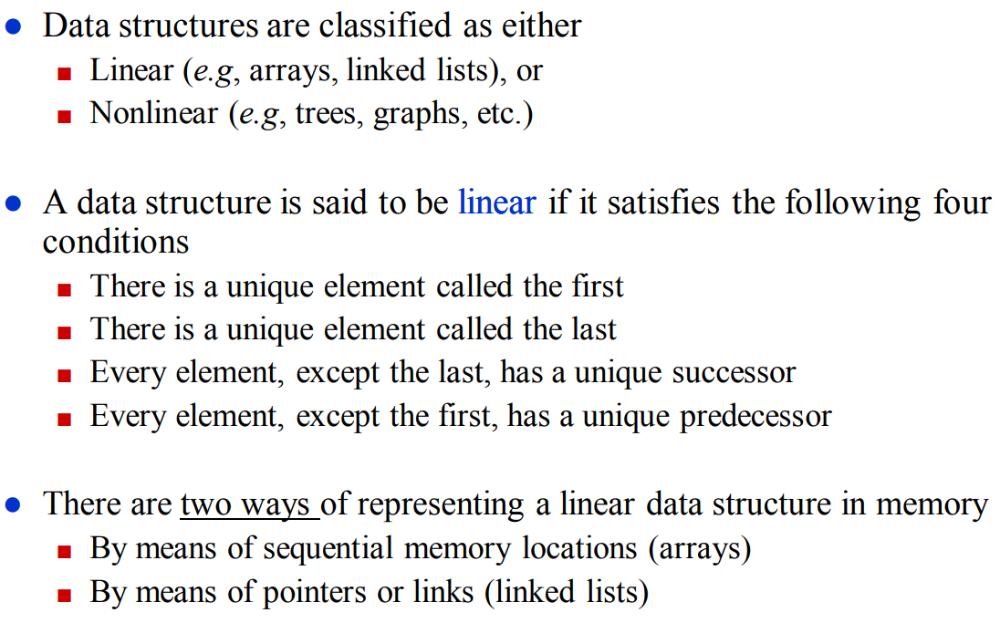 ● Data structures are classified as either
■ Linear (e.g, arrays, linked lists), or
■ Nonlinear (e.g, trees, graphs, etc.)
● A data structure is said to be linear if it satisfies the following four
conditions
■ There is a unique element called the first
■ There is a unique element called the last
■ Every element, except the last, has a unique successor
■ Every element, except the first, has a unique predecessor
● There are two ways of representing a linear data structure in memory
■ By means of sequential memory locations (arrays)
■ By means of pointers or links (linked lists)